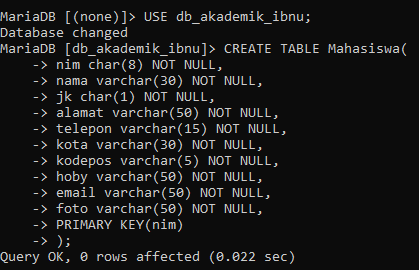 MariaDB [(none)]> USE db_akademik_ibnu;
Database changed
MariaDB [db_akademik_ibnu]> CREATE TABLE Mahasiswa(
    -> nim char(8) NOT NULL,
    -> nama varchar(30) NOT NULL,
    -> jk char(1) NOT NULL,
    -> alamat varchar(50) NOT NULL,
    -> telepon varchar(15) NOT NULL,
    -> kota varchar(30) NOT NULL,
    -> kodepos varchar(5) NOT NULL,
    -> hoby varchar(50) NOT NULL,
    -> email varchar(50) NOT NULL,
    -> foto varchar(50) NOT NULL,
    -> PRIMARY KEY(nim)
    -> );
Query OK, 0 rows affected (0.022 sec)